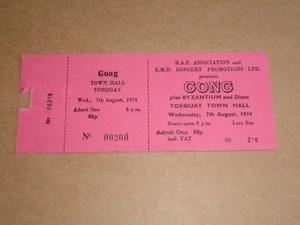 Gong
TOWN HALL
TORQUAY
Wed., 7th August, 1974
Admit One 8 p.m.
80p
No 00200
R.A.F. ASSOCIATION and
L.M.D. CONCERT PROMOTIONS LTD.
present
GONG
plus BYZANTIUM and Disco
TORQUAY TOWN HALL
Wednesday, 7th August, 1974
Doors open 8 p.m. Late Bar
Admit One 80p
incl. VAT No